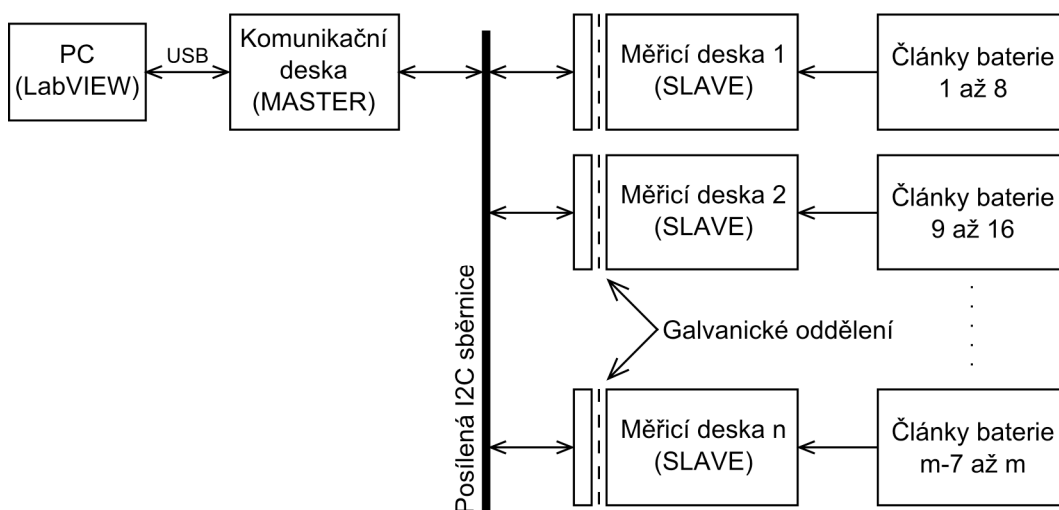 PC
(LabVIEW)
USB
Komunikační
deska
(MASTER)
Měřicí deska 1
(SLAVE)
Články baterie
1 až 8
Měřicí deska 2
(SLAVE)
Články baterie
9 až 16
Posílená I2C sběrnice
Galvanické oddělení
Měřicí deska n
(SLAVE)
Články baterie
m-7 až m